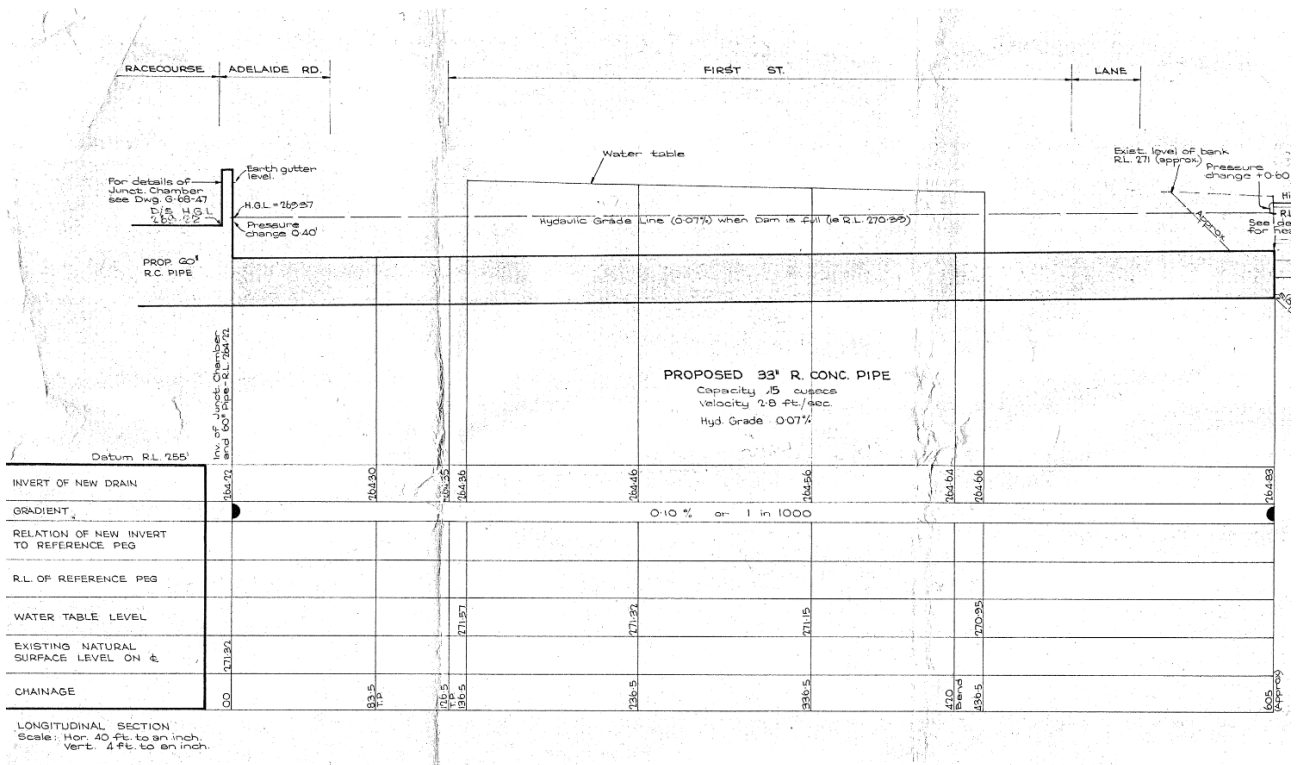 RACECOURSE
ADELAIDE RD.
FIRST ST.
LANE
Water table
Exist. level of bank
R.L. 271 (approx)
Pressure
change +0·60
For details of
Junct. Chamber
see Dwg. G-68-47
D/S H.G.L.
Earth gutter
level.
H.G.L. = 269·97
Pressure
change 0·40'
Hydaulic Grade Line (0·07%) when Dam is full (ie R.L. 270·39)
Approx
PROP. 60"
R.C. PIPE
Inv. of Junct. Chamber
and 60" Pipe - R.L. 264·22
PROPOSED 33" R. CONC. PIPE
Capacity 15 cusecs
Velocity 2·8 ft/sec.
Hyd. Grade 0·07%
Datum R.L. 255'
INVERT OF NEW DRAIN
264·22
264·30
264·35
264·36
264·46
264·56
264·64
264·66
264·83
GRADIENT
0·10 % or 1 in 1000
RELATION OF NEW INVERT
TO REFERENCE PEG
R.L. OF REFERENCE PEG
WATER TABLE LEVEL
271·57
271·32
271·15
270·95
EXISTING NATURAL
SURFACE LEVEL ON ℄
271·32
CHAINAGE
00
83·5
T.P.
126·5
T.P.
136·5
236·5
336·5
420
Bend
436·5
605
(Approx)
LONGITUDINAL SECTION
Scale: Hor. 40 ft. to an inch.
Vert. 4 ft. to an inch.